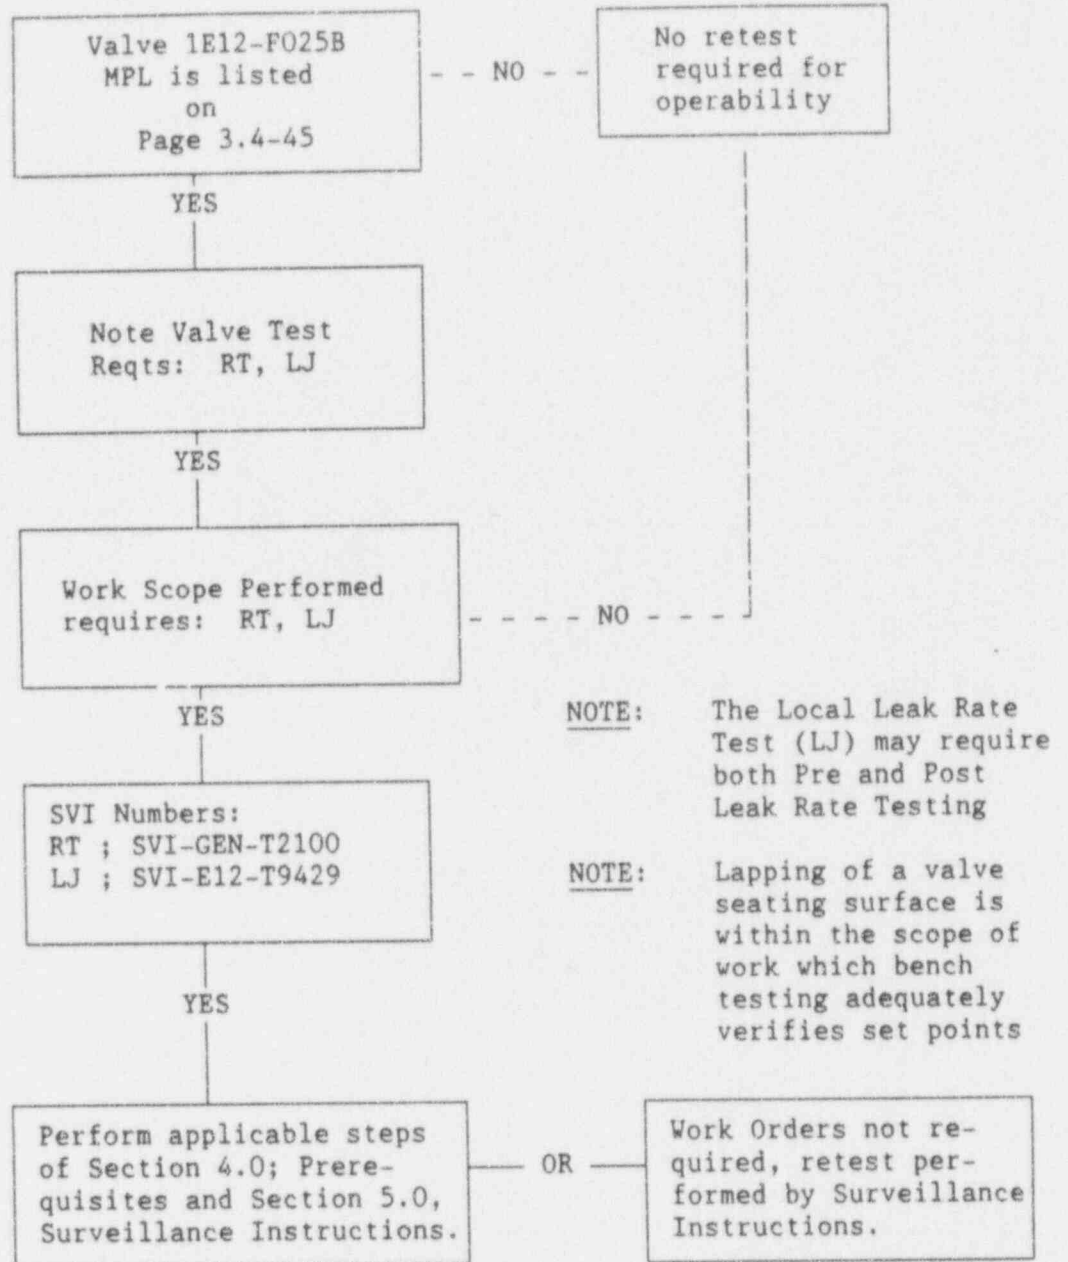 Valve 1E12-F025B
MPL is listed
on
Page 3.4-45
NO
No retest
required for
operability
YES
Note Valve Test
Reqts: RT, LJ
YES
Work Scope Performed
requires: RT, LJ
NO
YES
NOTE: The Local Leak Rate
Test (LJ) may require
both Pre and Post
Leak Rate Testing
SVI Numbers:
RT ; SVI-GEN-T2100
LJ ; SVI-E12-T9429
NOTE: Lapping of a valve
seating surface is
within the scope of
work which bench
testing adequately
verifies set points
YES
Perform applicable steps
of Section 4.0; Prere-
quisites and Section 5.0,
Surveillance Instructions.
OR
Work Orders not re-
quired, retest per-
formed by Surveillance
Instructions.